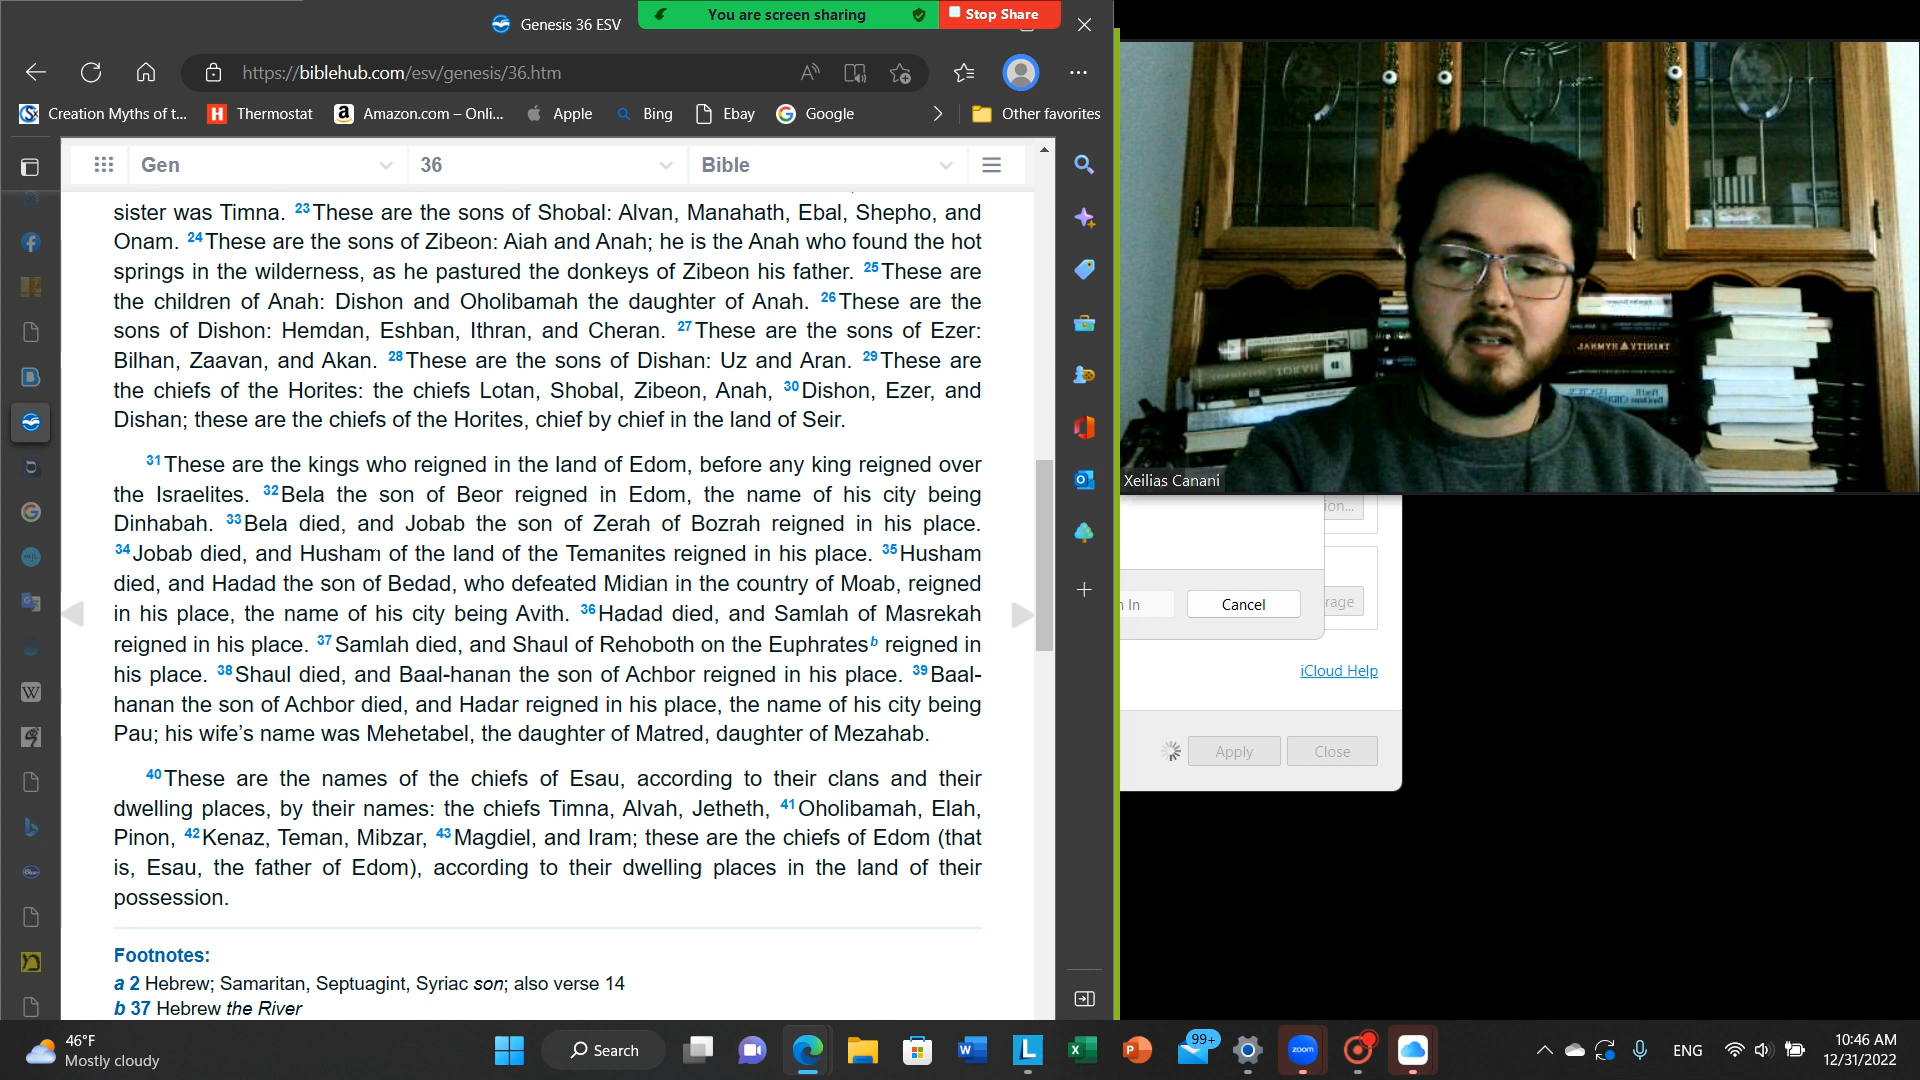 Genesis 36 ESV
You are screen sharing
Stop Share
https://biblehub.com/esv/genesis/36.htm
Creation Myths of t...
Thermostat
Amazon.com – Onli...
Apple
Bing
Ebay
Google
Other favorites
Gen
36
Bible
sister was Timna. 23 These are the sons of Shobal: Alvan, Manahath, Ebal, Shepho, and
Onam. 24 These are the sons of Zibeon: Aiah and Anah; he is the Anah who found the hot
springs in the wilderness, as he pastured the donkeys of Zibeon his father. 25 These are
the children of Anah: Dishon and Oholibamah the daughter of Anah. 26 These are the
sons of Dishon: Hemdan, Eshban, Ithran, and Cheran. 27 These are the sons of Ezer:
Bilhan, Zaavan, and Akan. 28 These are the sons of Dishan: Uz and Aran. 29 These are
the chiefs of the Horites: the chiefs Lotan, Shobal, Zibeon, Anah, 30 Dishon, Ezer, and
Dishan; these are the chiefs of the Horites, chief by chief in the land of Seir.
31 These are the kings who reigned in the land of Edom, before any king reigned over
the Israelites. 32 Bela the son of Beor reigned in Edom, the name of his city being
Dinhabah. 33 Bela died, and Jobab the son of Zerah of Bozrah reigned in his place.
34 Jobab died, and Husham of the land of the Temanites reigned in his place. 35 Husham
died, and Hadad the son of Bedad, who defeated Midian in the country of Moab, reigned
in his place, the name of his city being Avith. 36 Hadad died, and Samlah of Masrekah
reigned in his place. 37 Samlah died, and Shaul of Rehoboth on the Euphrates b reigned in
his place. 38 Shaul died, and Baal-hanan the son of Achbor reigned in his place. 39 Baal-
hanan the son of Achbor died, and Hadar reigned in his place, the name of his city being
Pau; his wife’s name was Mehetabel, the daughter of Matred, daughter of Mezahab.
40 These are the names of the chiefs of Esau, according to their clans and their
dwelling places, by their names: the chiefs Timna, Alvah, Jetheth, 41 Oholibamah, Elah,
Pinon, 42 Kenaz, Teman, Mibzar, 43 Magdiel, and Iram; these are the chiefs of Edom (that
is, Esau, the father of Edom), according to their dwelling places in the land of their
possession.
Footnotes:
a 2 Hebrew; Samaritan, Septuagint, Syriac son; also verse 14
b 37 Hebrew the River
TRINITY HYMNAL
Xeilias Canani
ion...
n In
Cancel
rage
iCloud Help
Apply
Close
46°F
Mostly cloudy
Search
99+
zoom
ENG
10:46 AM
12/31/2022